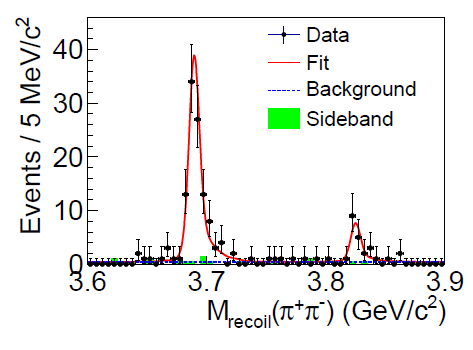 Events / 5 MeV/c²
40
30
20
10
0
Data
Fit
Background
Sideband
3.6 3.7 3.8 3.9
M_recoil(π⁺π⁻) (GeV/c²)